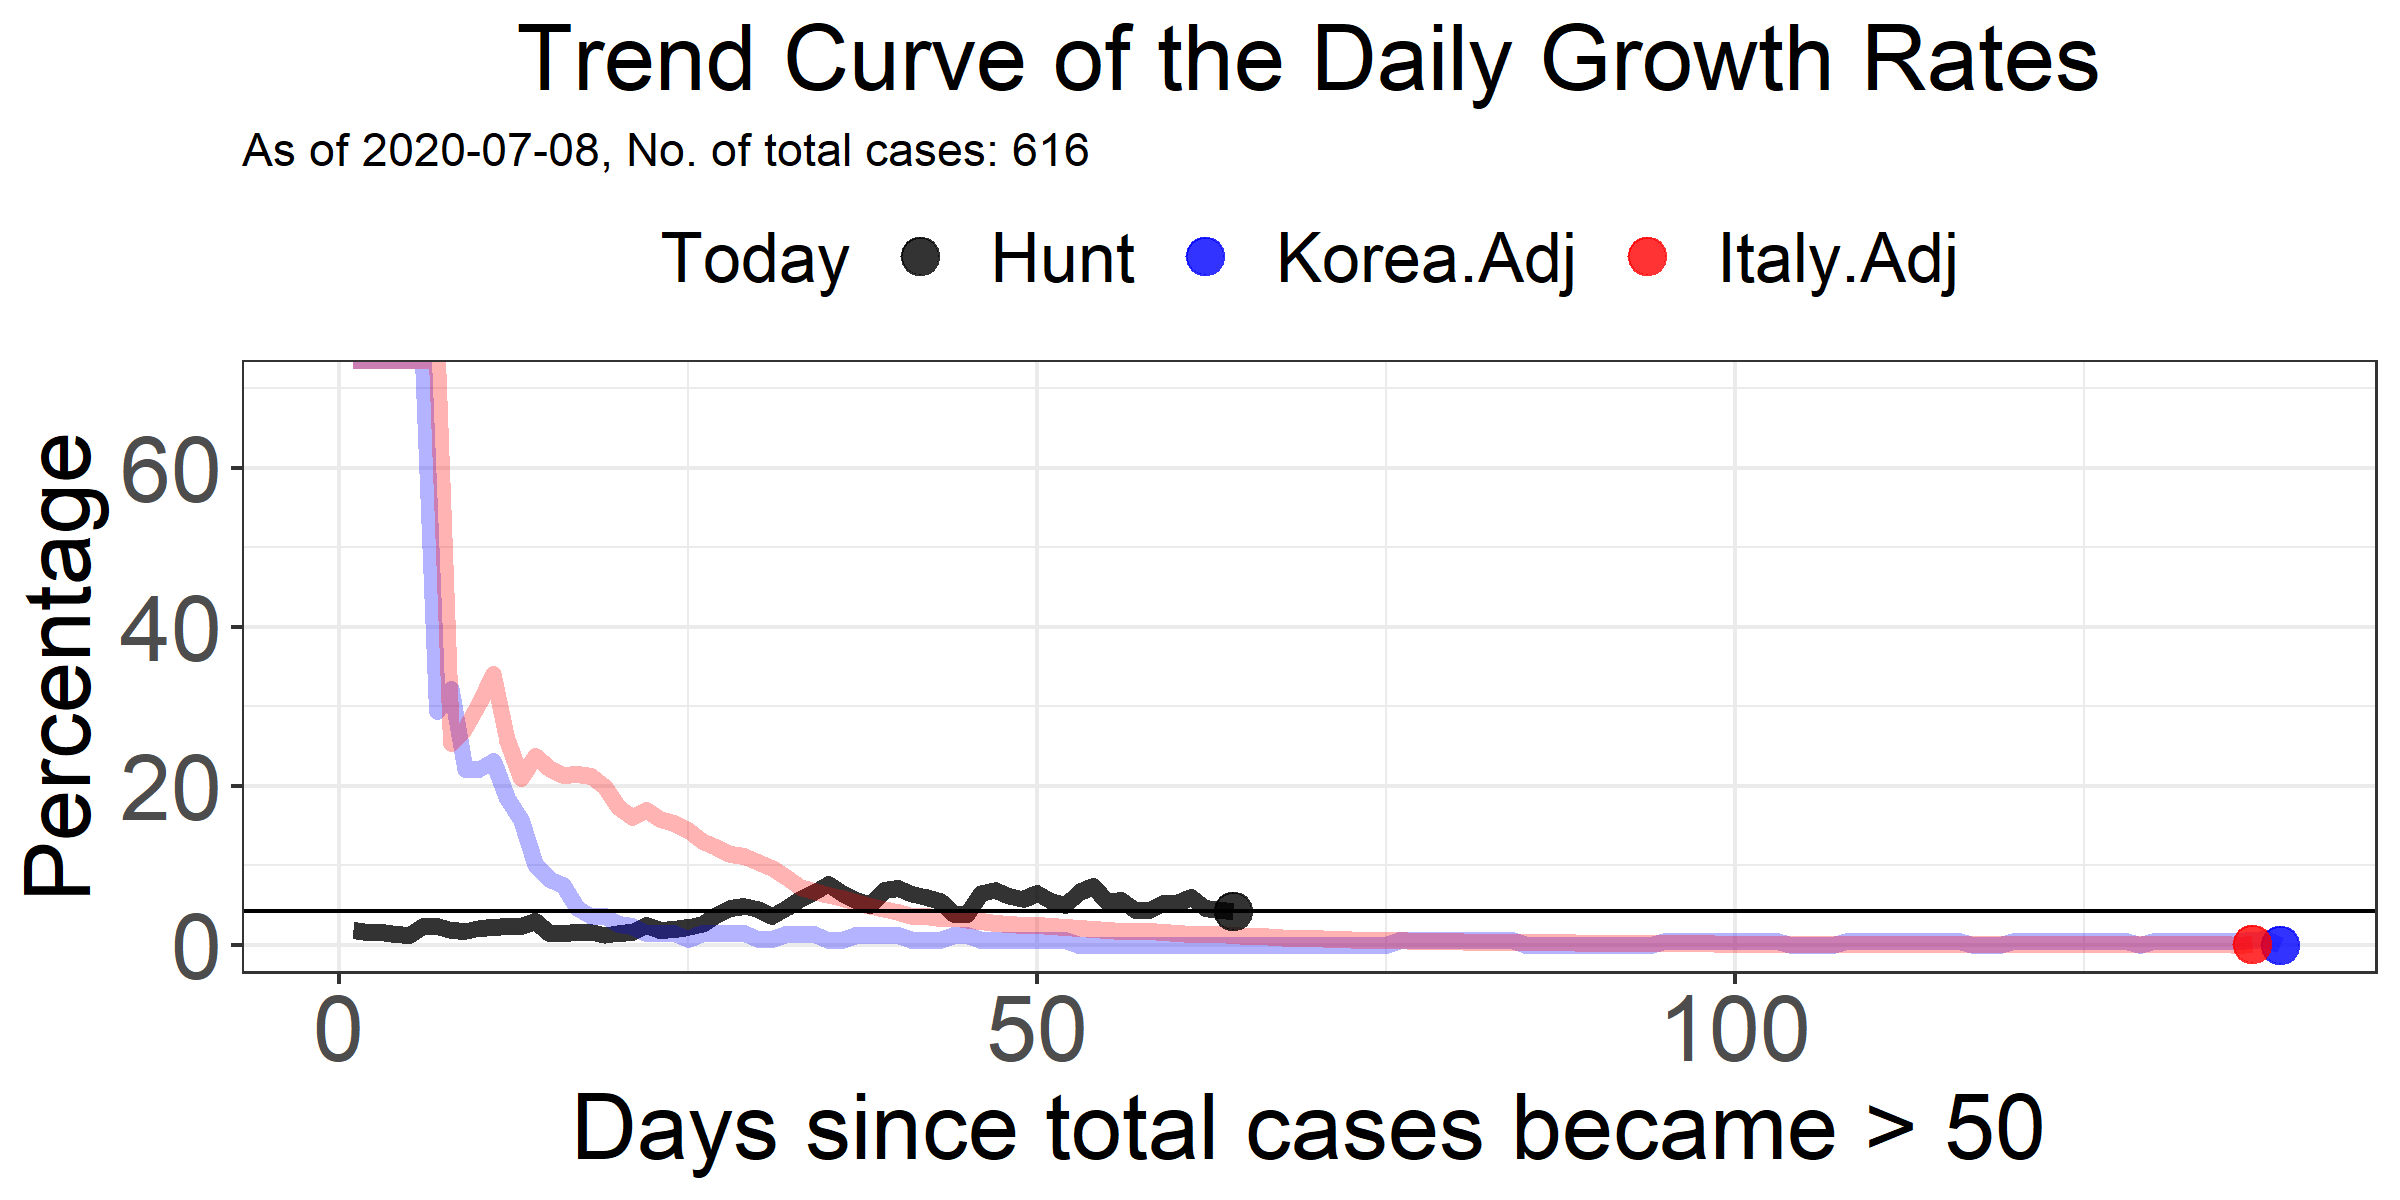 Trend Curve of the Daily Growth Rates
As of 2020-07-08, No. of total cases: 616
Today Hunt Korea.Adj Italy.Adj
Percentage
60
40
20
0
0 50 100
Days since total cases became > 50